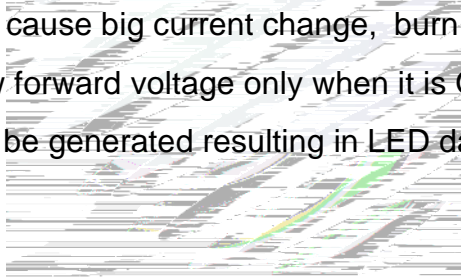 cause big current change, burn
forward voltage only when it is
be generated resulting in LED